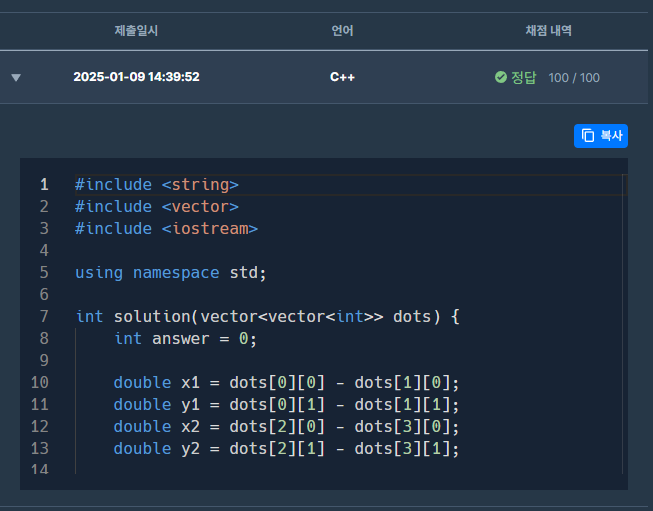 제출일시 언어 채점 내역
▼ 2025-01-09 14:39:52 C++ 정답 100 / 100
복사
1 #include <string>
2 #include <vector>
3 #include <iostream>
4
5 using namespace std;
6
7 int solution(vector<vector<int>> dots) {
8     int answer = 0;
9
10     double x1 = dots[0][0] - dots[1][0];
11     double y1 = dots[0][1] - dots[1][1];
12     double x2 = dots[2][0] - dots[3][0];
13     double y2 = dots[2][1] - dots[3][1];
14